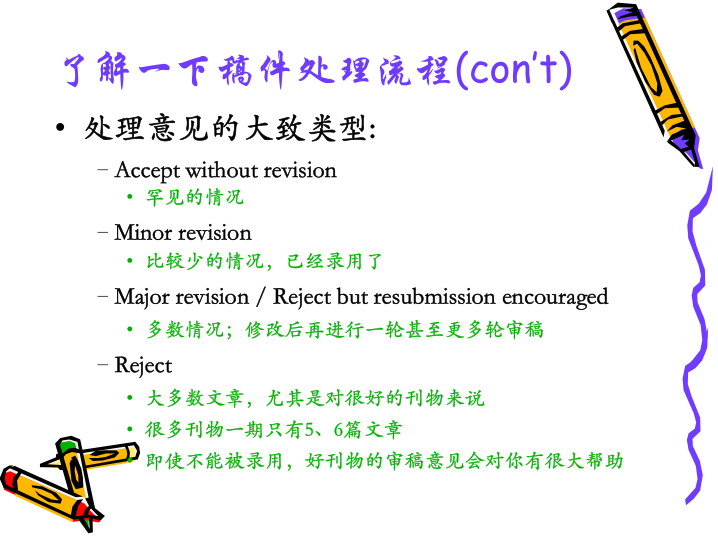 了解一下稿件处理流程(con't)
• 处理意见的大致类型:
– Accept without revision
• 罕见的情况
– Minor revision
• 比较少的情况，已经录用了
– Major revision / Reject but resubmission encouraged
• 多数情况；修改后再进行一轮甚至更多轮审稿
– Reject
• 大多数文章，尤其是对很好的刊物来说
• 很多刊物一期只有5、6篇文章
• 即使不能被录用，好刊物的审稿意见会对你有很大帮助